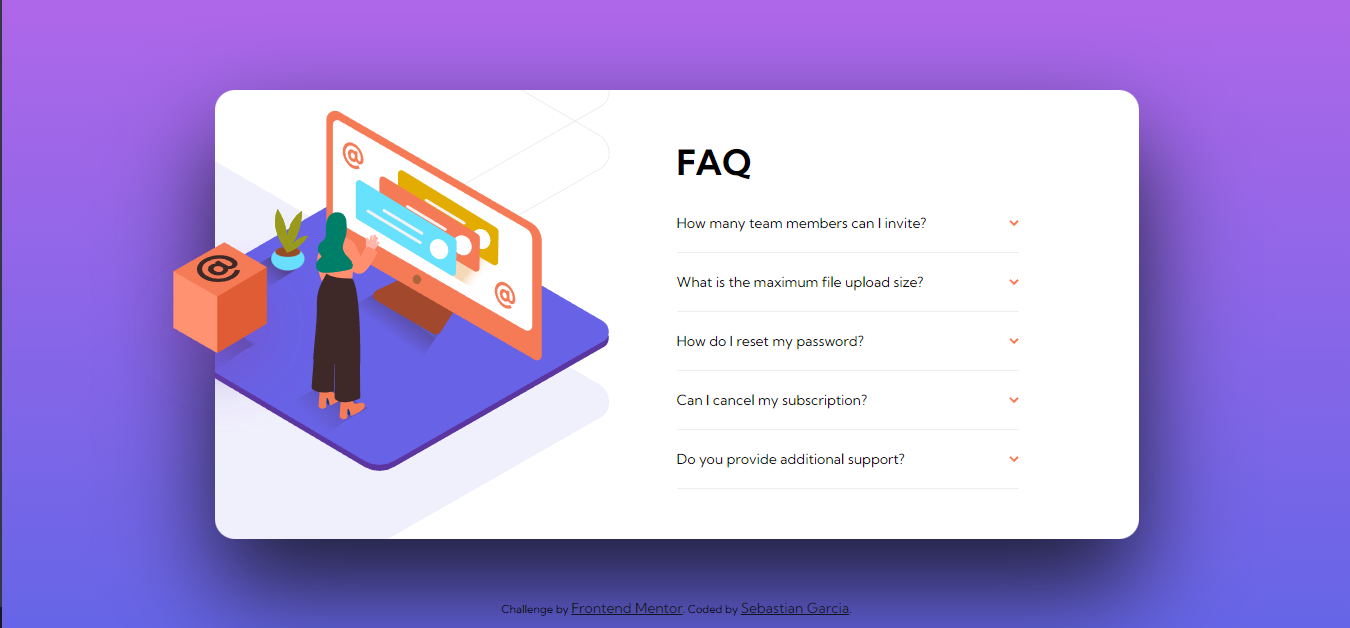 @
@
@
FAQ
How many team members can I invite?
What is the maximum file upload size?
How do I reset my password?
Can I cancel my subscription?
Do you provide additional support?
Challenge by Frontend Mentor. Coded by Sebastian Garcia.